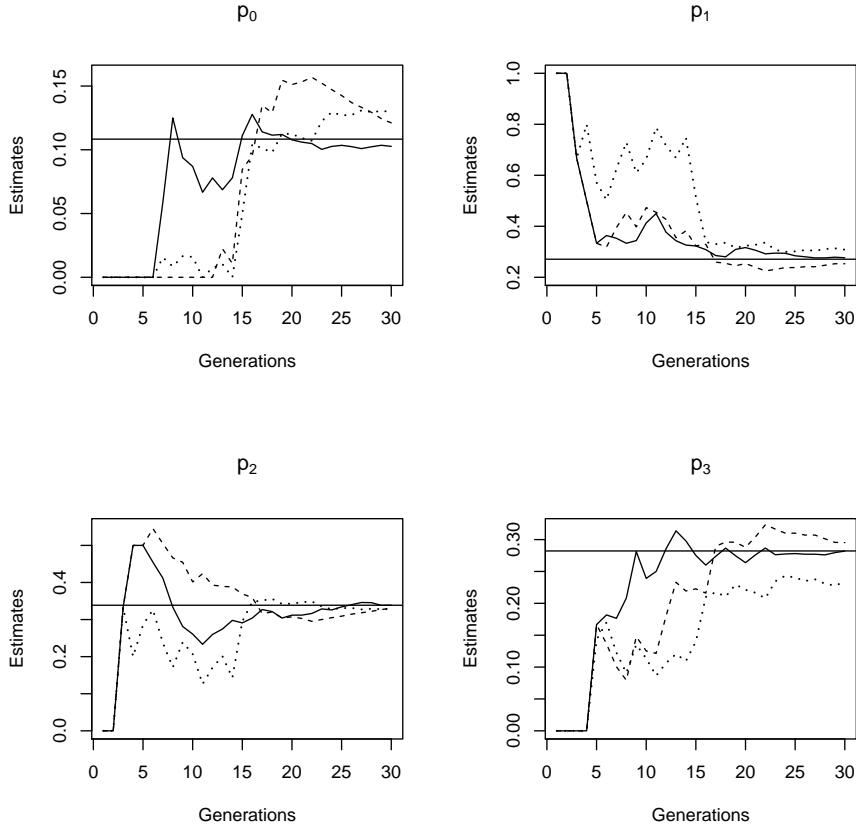 p0
Estimates
0.00 0.05 0.10 0.15
0 5 10 15 20 25 30
Generations
p1
Estimates
0.2 0.4 0.6 0.8 1.0
0 5 10 15 20 25 30
Generations
p2
Estimates
0.0 0.2 0.4
0 5 10 15 20 25 30
Generations
p3
Estimates
0.00 0.10 0.20 0.30
0 5 10 15 20 25 30
Generations